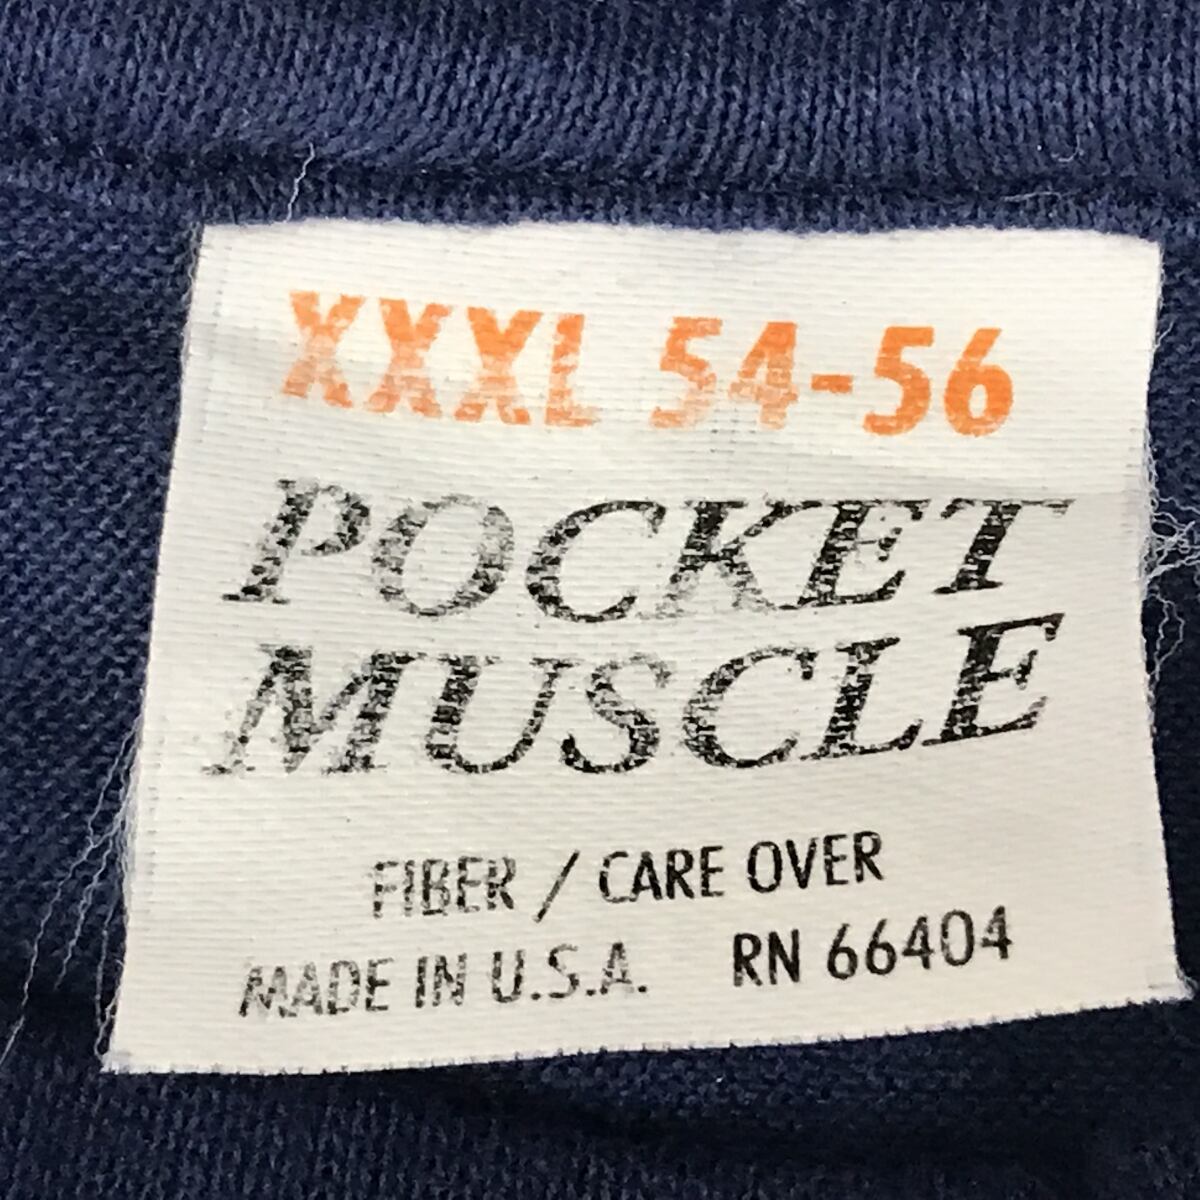 XXXL 54-56
POCKET
MUSCLE
FIBER / CARE OVER
MADE IN U.S.A. RN 66404